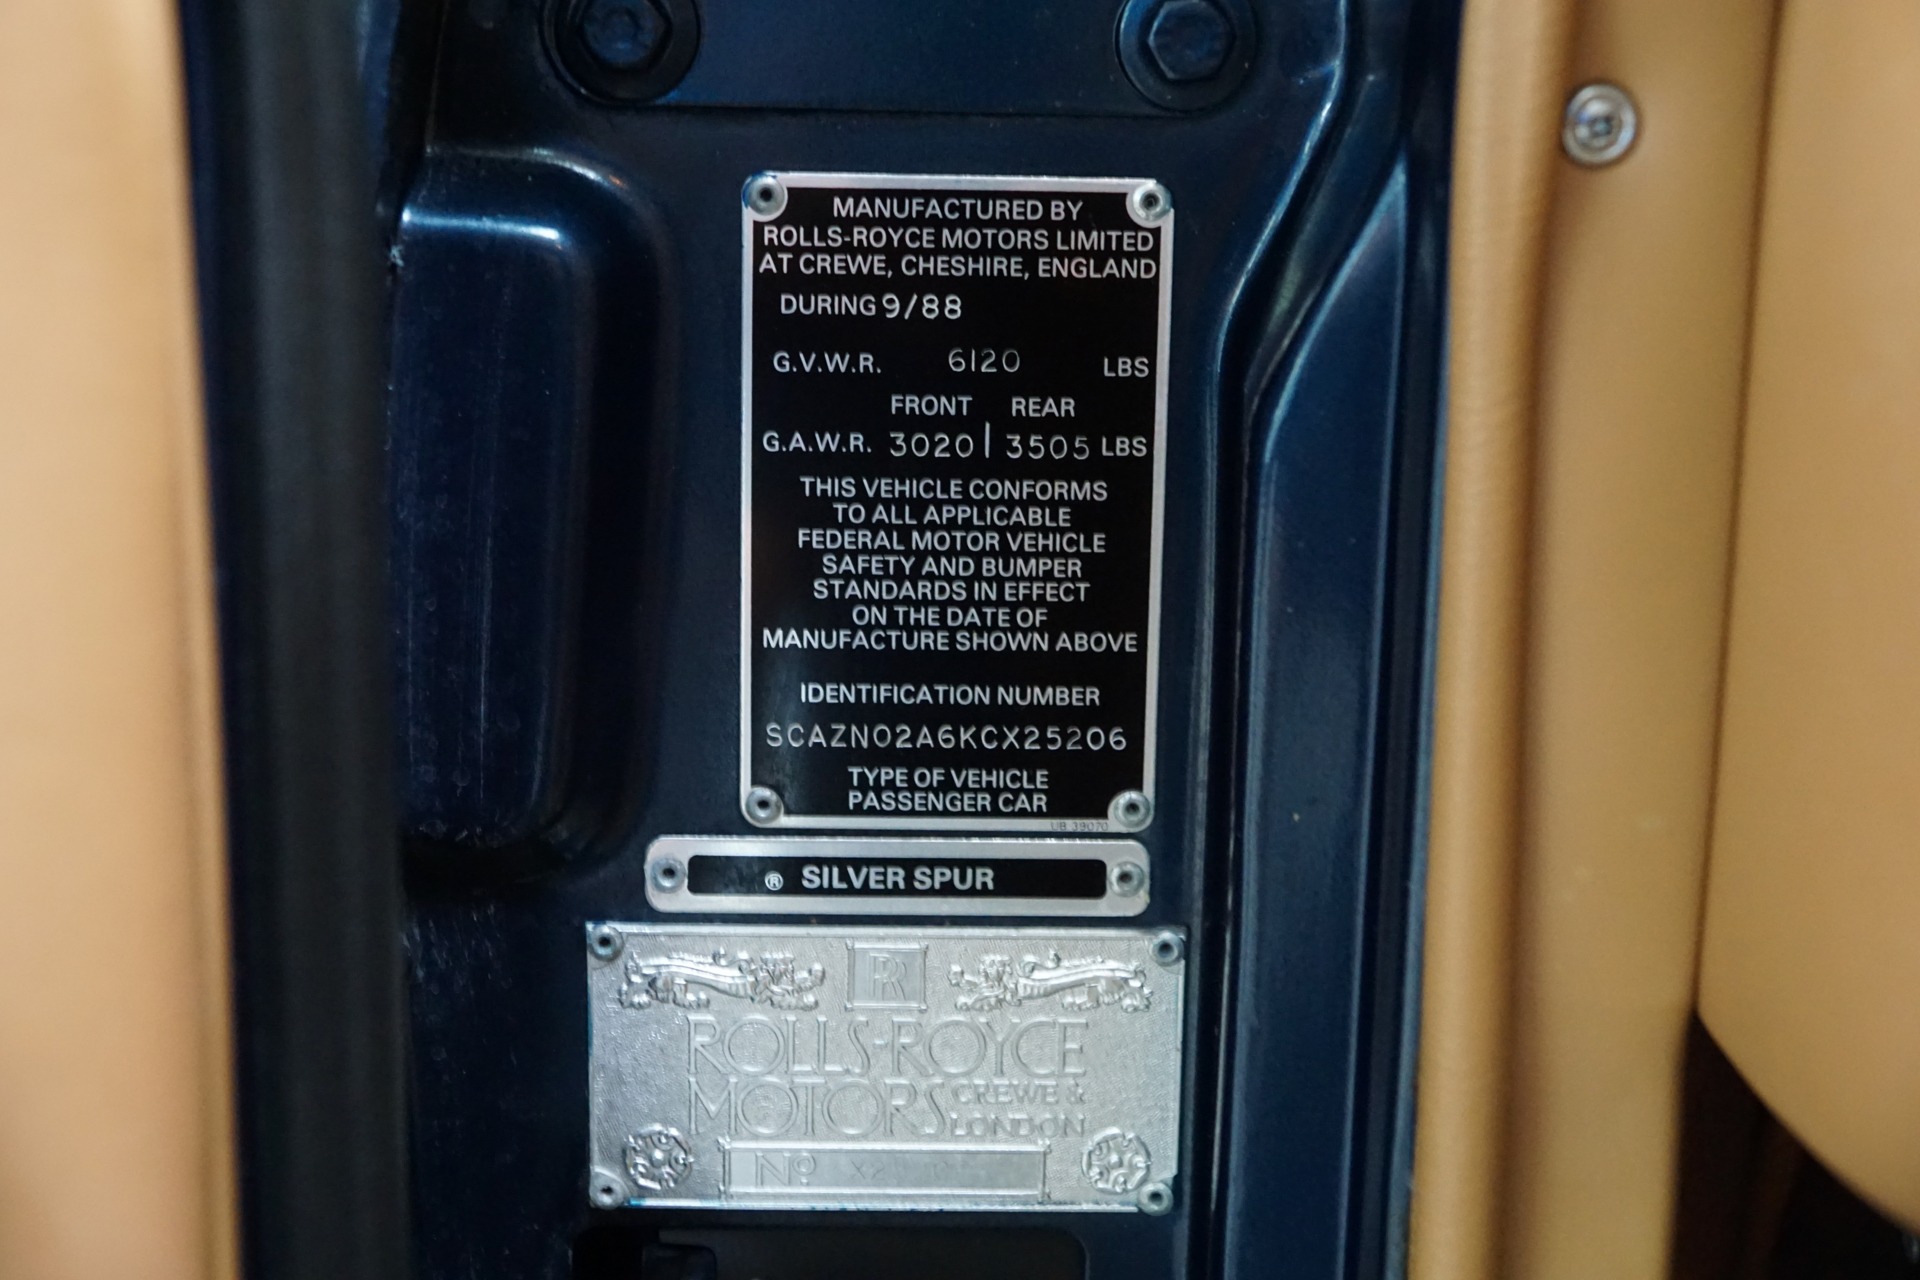 MANUFACTURED BY
ROLLS-ROYCE MOTORS LIMITED
AT CREWE, CHESHIRE, ENGLAND
DURING 9/88
G.V.W.R. 6120 LBS
FRONT REAR
G.A.W.R. 3020 | 3505 LBS
THIS VEHICLE CONFORMS
TO ALL APPLICABLE
FEDERAL MOTOR VEHICLE
SAFETY AND BUMPER
STANDARDS IN EFFECT
ON THE DATE OF
MANUFACTURE SHOWN ABOVE
IDENTIFICATION NUMBER
SCAZN02A6KCX25206
TYPE OF VEHICLE
PASSENGER CAR
UB 39070
® SILVER SPUR
RR
ROLLS-ROYCE
MOTORS CREWE &
LONDON
Nº